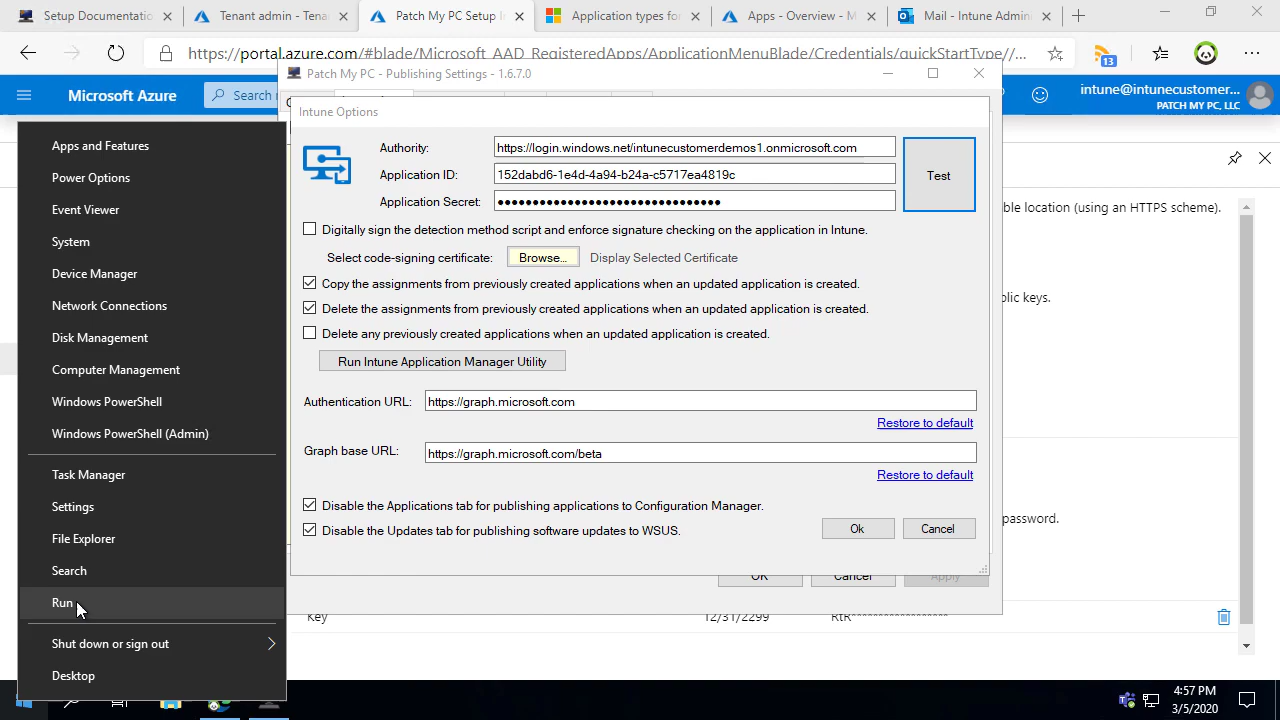 Setup Documentation
Tenant admin - Tenan
Patch My PC Setup In
Application types for
Apps - Overview - M
Mail - Intune Admini
https://portal.azure.com/#blade/Microsoft_AAD_RegisteredApps/ApplicationMenuBlade/Credentials/quickStartType//...
13
Microsoft Azure
Search
intune@intunecustomer...
PATCH MY PC, LLC
Patch My PC - Publishing Settings - 1.6.7.0
Intune Options
Authority:
https://login.windows.net/intunecustomerdemos1.onmicrosoft.com
Application ID:
152dabd6-1e4d-4a94-b24a-c5717ea4819c
Application Secret:
●●●●●●●●●●●●●●●●●●●●●●●●●●●●●●●●
Test
Digitally sign the detection method script and enforce signature checking on the application in Intune.
Select code-signing certificate:
Browse...
Display Selected Certificate
Copy the assignments from previously created applications when an updated application is created.
Delete the assignments from previously created applications when an updated application is created.
Delete any previously created applications when an updated application is created.
Run Intune Application Manager Utility
Authentication URL:
https://graph.microsoft.com
Restore to default
Graph base URL:
https://graph.microsoft.com/beta
Restore to default
Disable the Applications tab for publishing applications to Configuration Manager.
Disable the Updates tab for publishing software updates to WSUS.
Ok
Cancel
OK
Cancel
Apply
ble location (using an HTTPS scheme).
lic keys.
password.
Key
12/31/2299
RtR******************
Apps and Features
Power Options
Event Viewer
System
Device Manager
Network Connections
Disk Management
Computer Management
Windows PowerShell
Windows PowerShell (Admin)
Task Manager
Settings
File Explorer
Search
Run
Shut down or sign out
Desktop
4:57 PM
3/5/2020